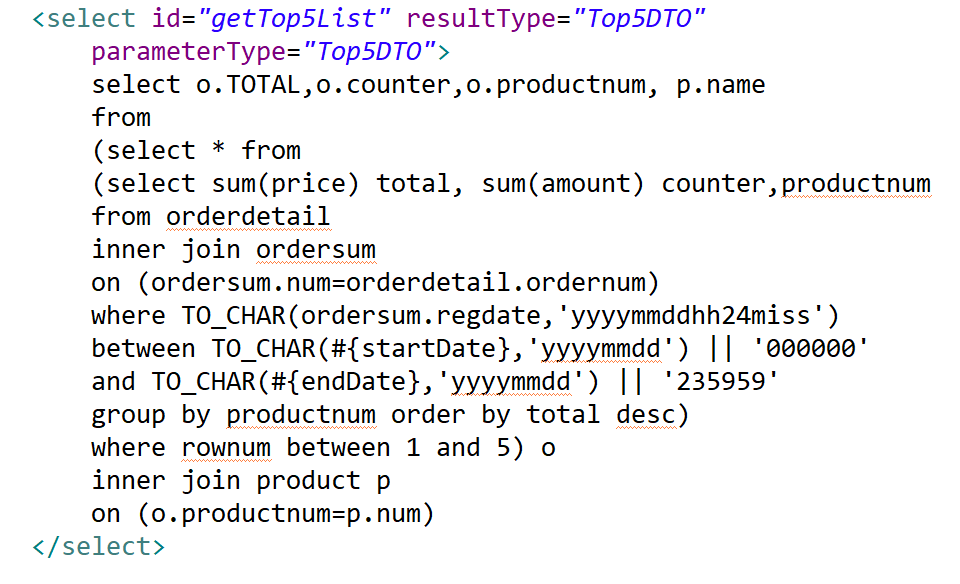 <select id="getTop5List" resultType="Top5DTO"
parameterType="Top5DTO">
select o.TOTAL,o.counter,o.productnum, p.name
from
(select * from
(select sum(price) total, sum(amount) counter,productnum
from orderdetail
inner join ordersum
on (ordersum.num=orderdetail.ordernum)
where TO_CHAR(ordersum.regdate,'yyyymmddhh24miss')
between TO_CHAR(#{startDate},'yyyymmdd') || '000000'
and TO_CHAR(#{endDate},'yyyymmdd') || '235959'
group by productnum order by total desc)
where rownum between 1 and 5) o
inner join product p
on (o.productnum=p.num)
</select>